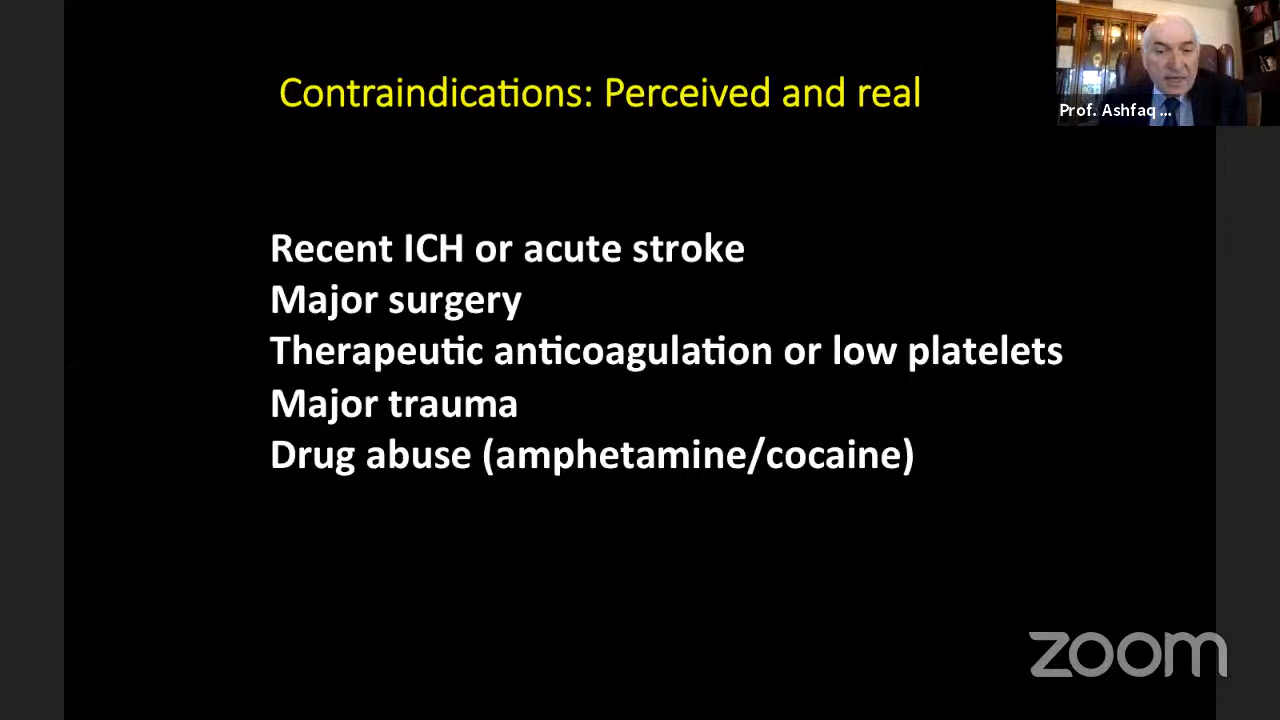 Contraindications: Perceived and real
Prof. Ashfaq ...
Recent ICH or acute stroke
Major surgery
Therapeutic anticoagulation or low platelets
Major trauma
Drug abuse (amphetamine/cocaine)
zoom